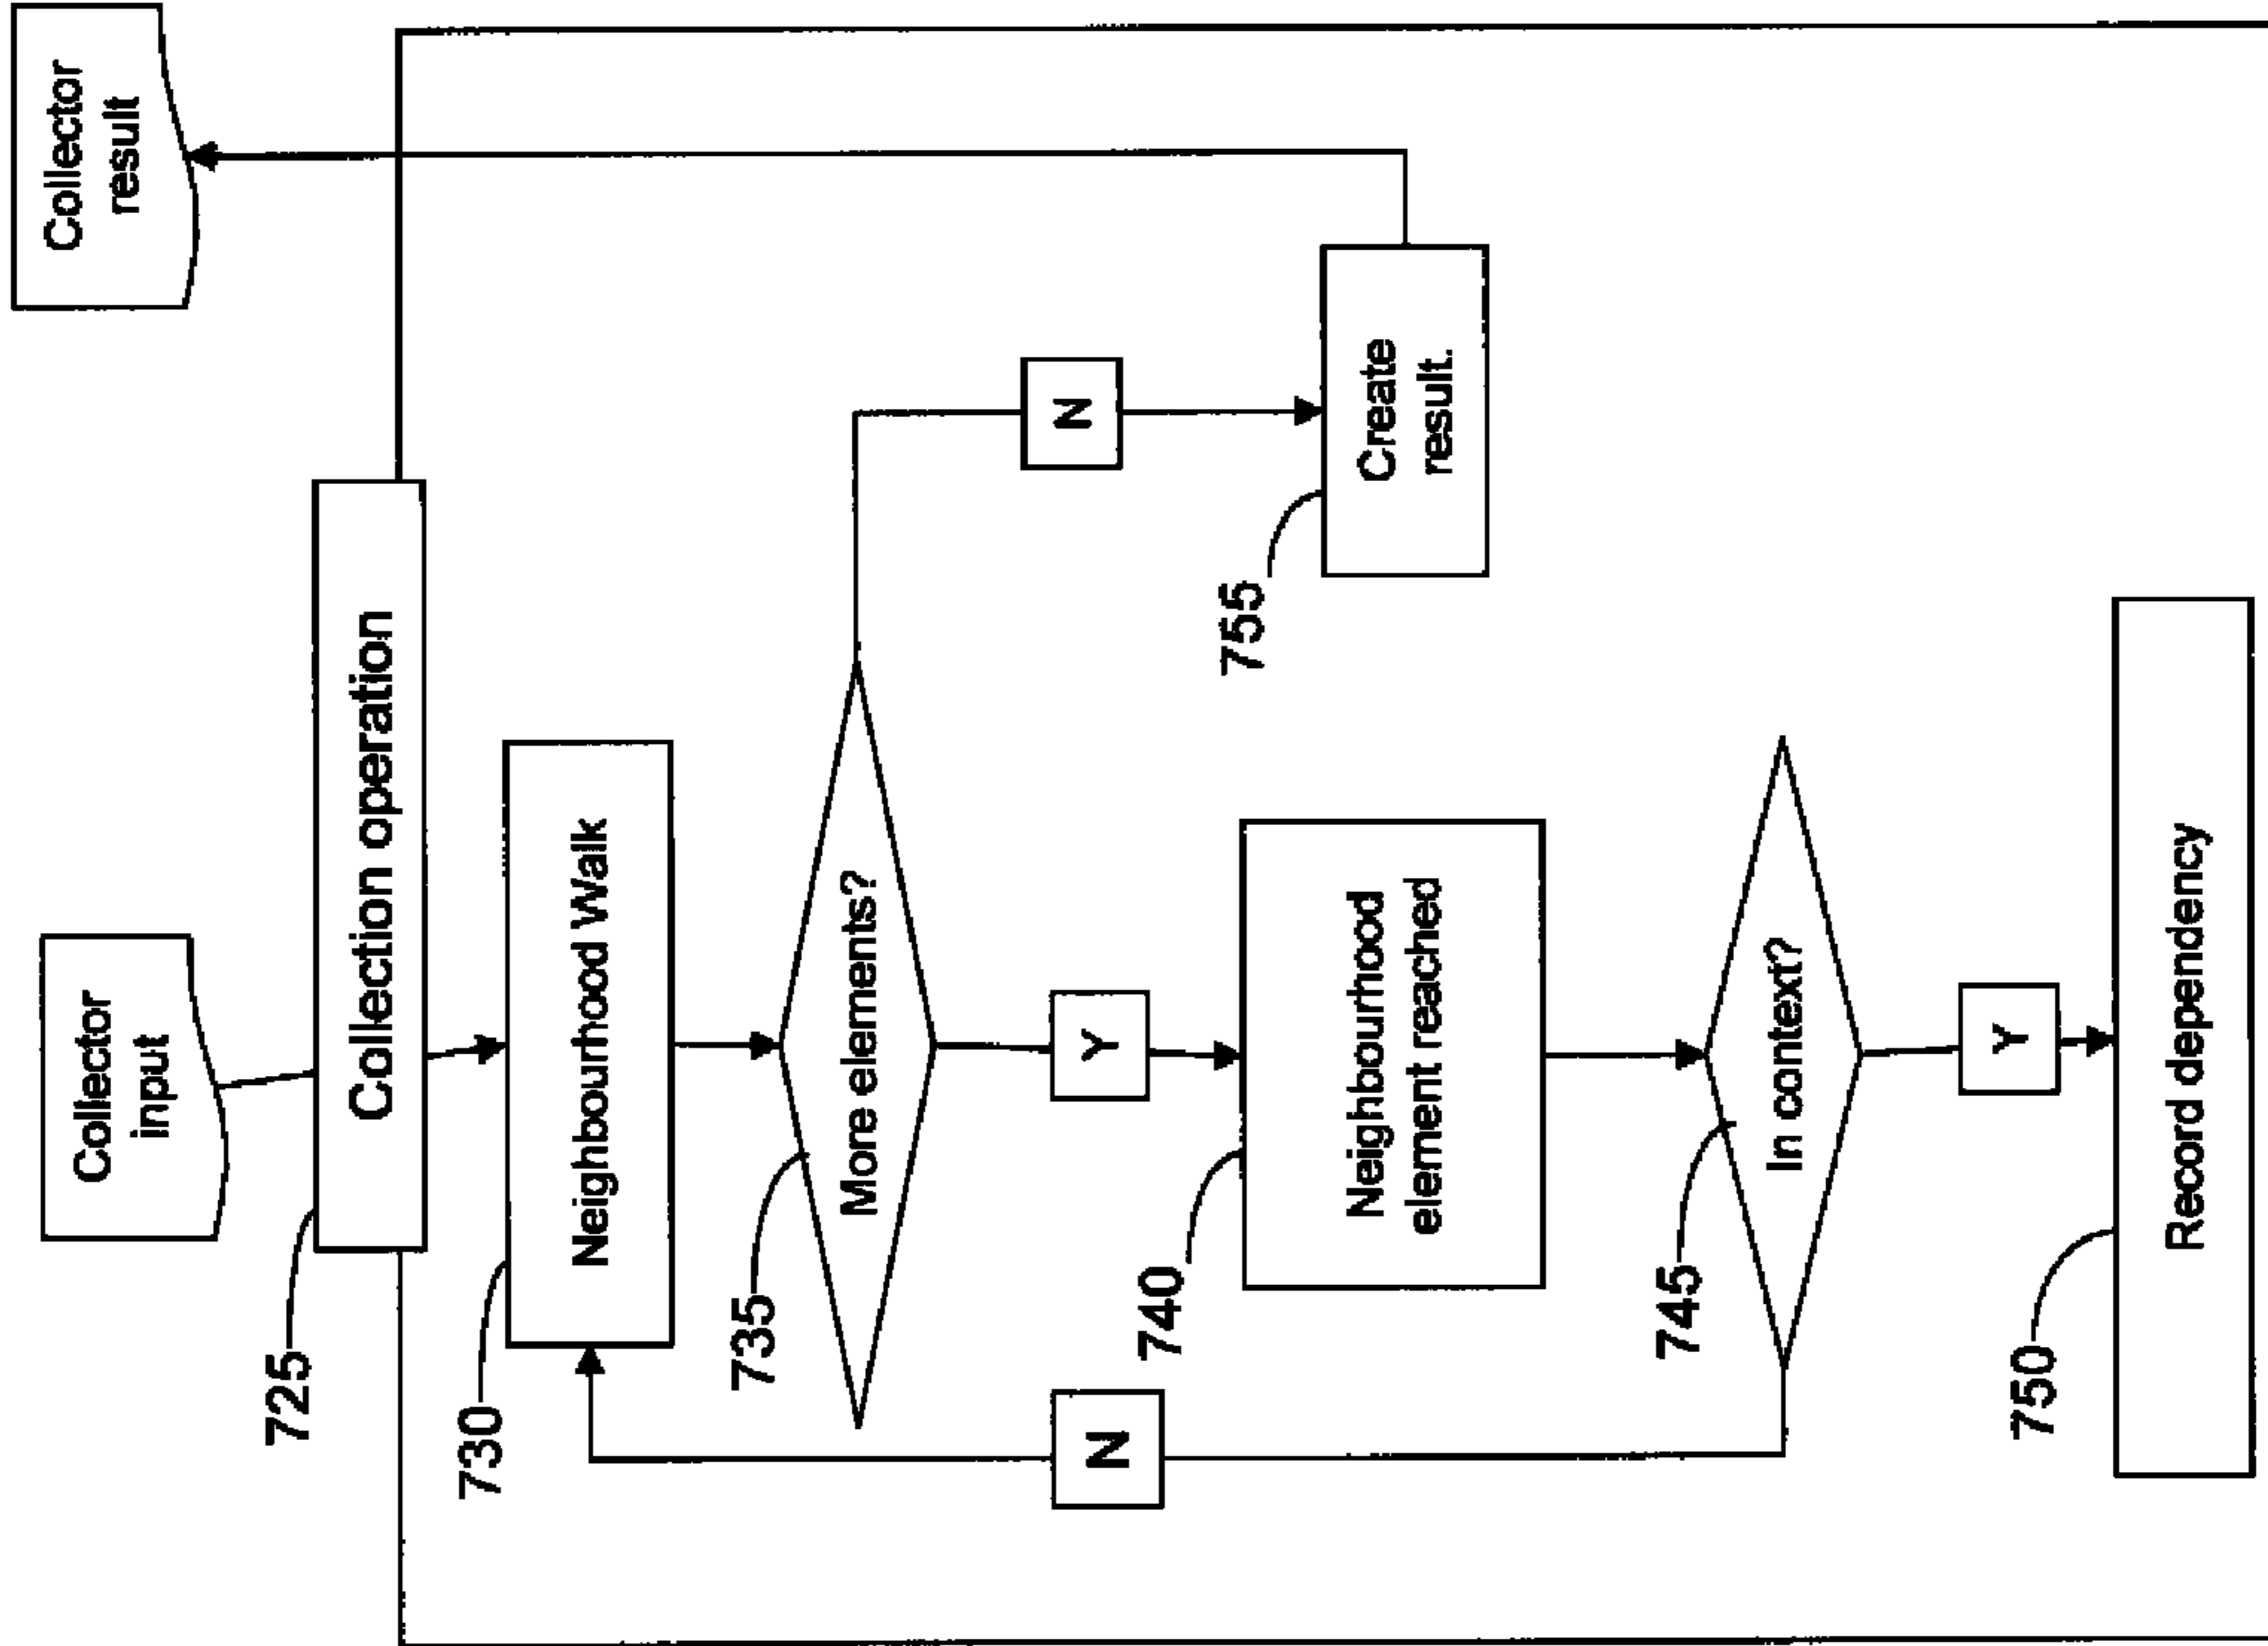 Collector
input
Collector
result
725
Collection operation
730
Neighbourhood Walk
735
More elements?
N
Y
755
Create
result.
740
Neighbourhood
element reached
N
745
In context?
Y
750
Record dependency